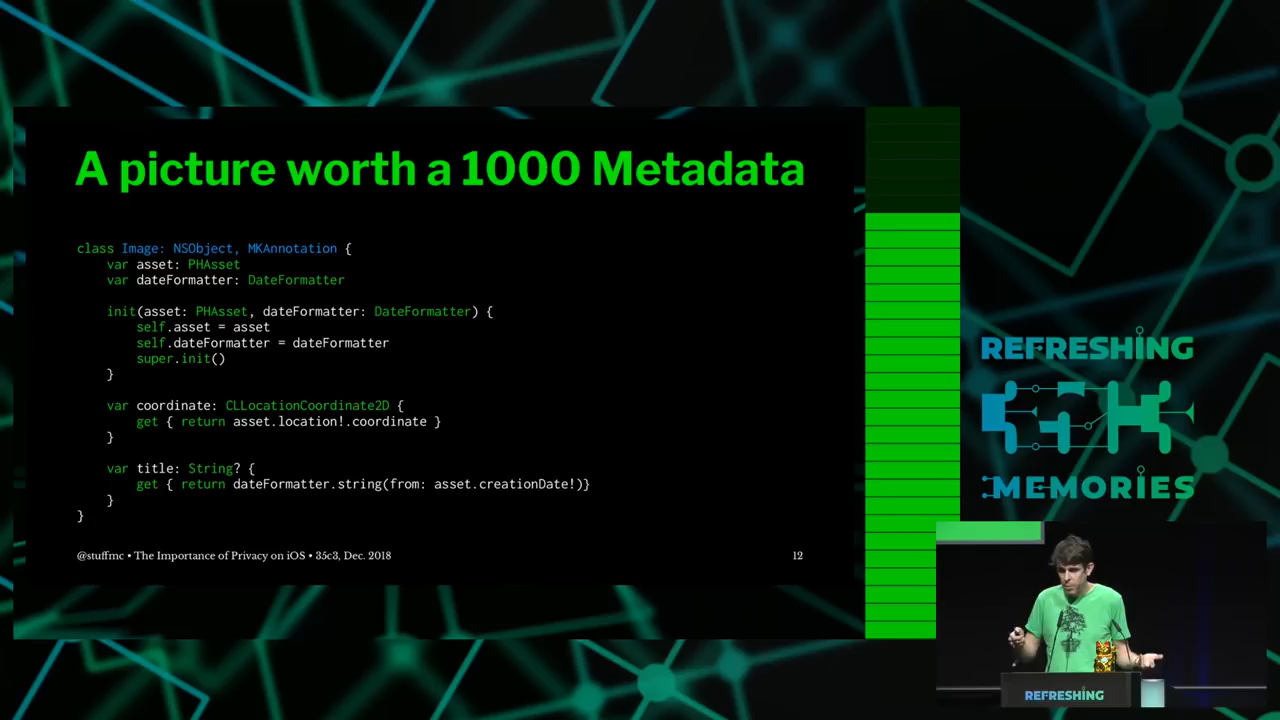 A picture worth a 1000 Metadata
class Image: NSObject, MKAnnotation {
    var asset: PHAsset
    var dateFormatter: DateFormatter
    init(asset: PHAsset, dateFormatter: DateFormatter) {
        self.asset = asset
        self.dateFormatter = dateFormatter
        super.init()
    }
    var coordinate: CLLocationCoordinate2D {
        get { return asset.location!.coordinate }
    }
    var title: String? {
        get { return dateFormatter.string(from: asset.creationDate!)}
    }
}
@stuffmc • The Importance of Privacy on iOS • 35c3, Dec. 2018
12
REFRESHING
MEMORIES
REFRESHING